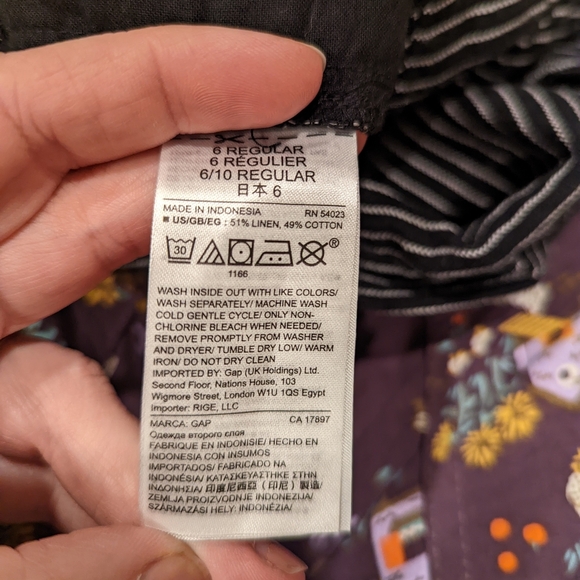 6 REGULAR
6 RÉGULIER
6/10 REGULAR
日本 6
MADE IN INDONESIA RN 54023
■ US/GB/EG : 51% LINEN, 49% COTTON
30 ®
1166
WASH INSIDE OUT WITH LIKE COLORS/
WASH SEPARATELY/ MACHINE WASH
COLD GENTLE CYCLE/ ONLY NON-
CHLORINE BLEACH WHEN NEEDED/
REMOVE PROMPTLY FROM WASHER
AND DRYER/ TUMBLE DRY LOW/ WARM
IRON/ DO NOT DRY CLEAN
IMPORTED BY: Gap (UK Holdings) Ltd.
Second Floor, Nations House, 103
Wigmore Street, London W1U 1QS Egypt
Importer: RIGE, LLC
MARCA: GAP CA 17897
Одежда второго слоя
FABRIQUE EN INDONISIE/ HECHO EN
INDONESIA CON INSUMOS
IMPORTADOS/ FABRICADO NA
INDONÉSIA/ ΚΑΤΑΣΚΕΥΑΣΤΗΚΕ ΣΤΗΝ
ΙΝΔΟΝΗΣΙΑ/ 印度尼西亚 (印尼) 製造/
ZEMLJA PROIZVODNJE INDONEZIJA/
SZÁRMAZÁSI HELY: INDONÉZIA/